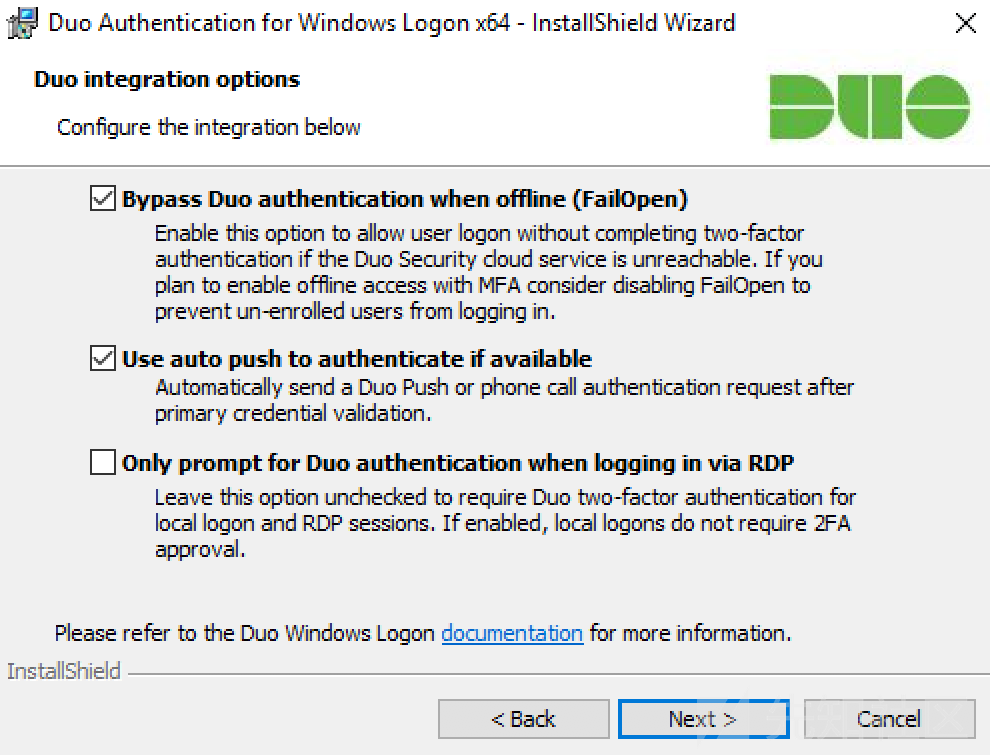 Duo Authentication for Windows Logon x64 - InstallShield Wizard
Duo integration options
Configure the integration below
DUO
Bypass Duo authentication when offline (FailOpen)
Enable this option to allow user logon without completing two-factor
authentication if the Duo Security cloud service is unreachable. If you
plan to enable offline access with MFA consider disabling FailOpen to
prevent un-enrolled users from logging in.
Use auto push to authenticate if available
Automatically send a Duo Push or phone call authentication request after
primary credential validation.
Only prompt for Duo authentication when logging in via RDP
Leave this option unchecked to require Duo two-factor authentication for
local logon and RDP sessions. If enabled, local logons do not require 2FA
approval.
Please refer to the Duo Windows Logon documentation for more information.
InstallShield
< Back
Next >
Cancel